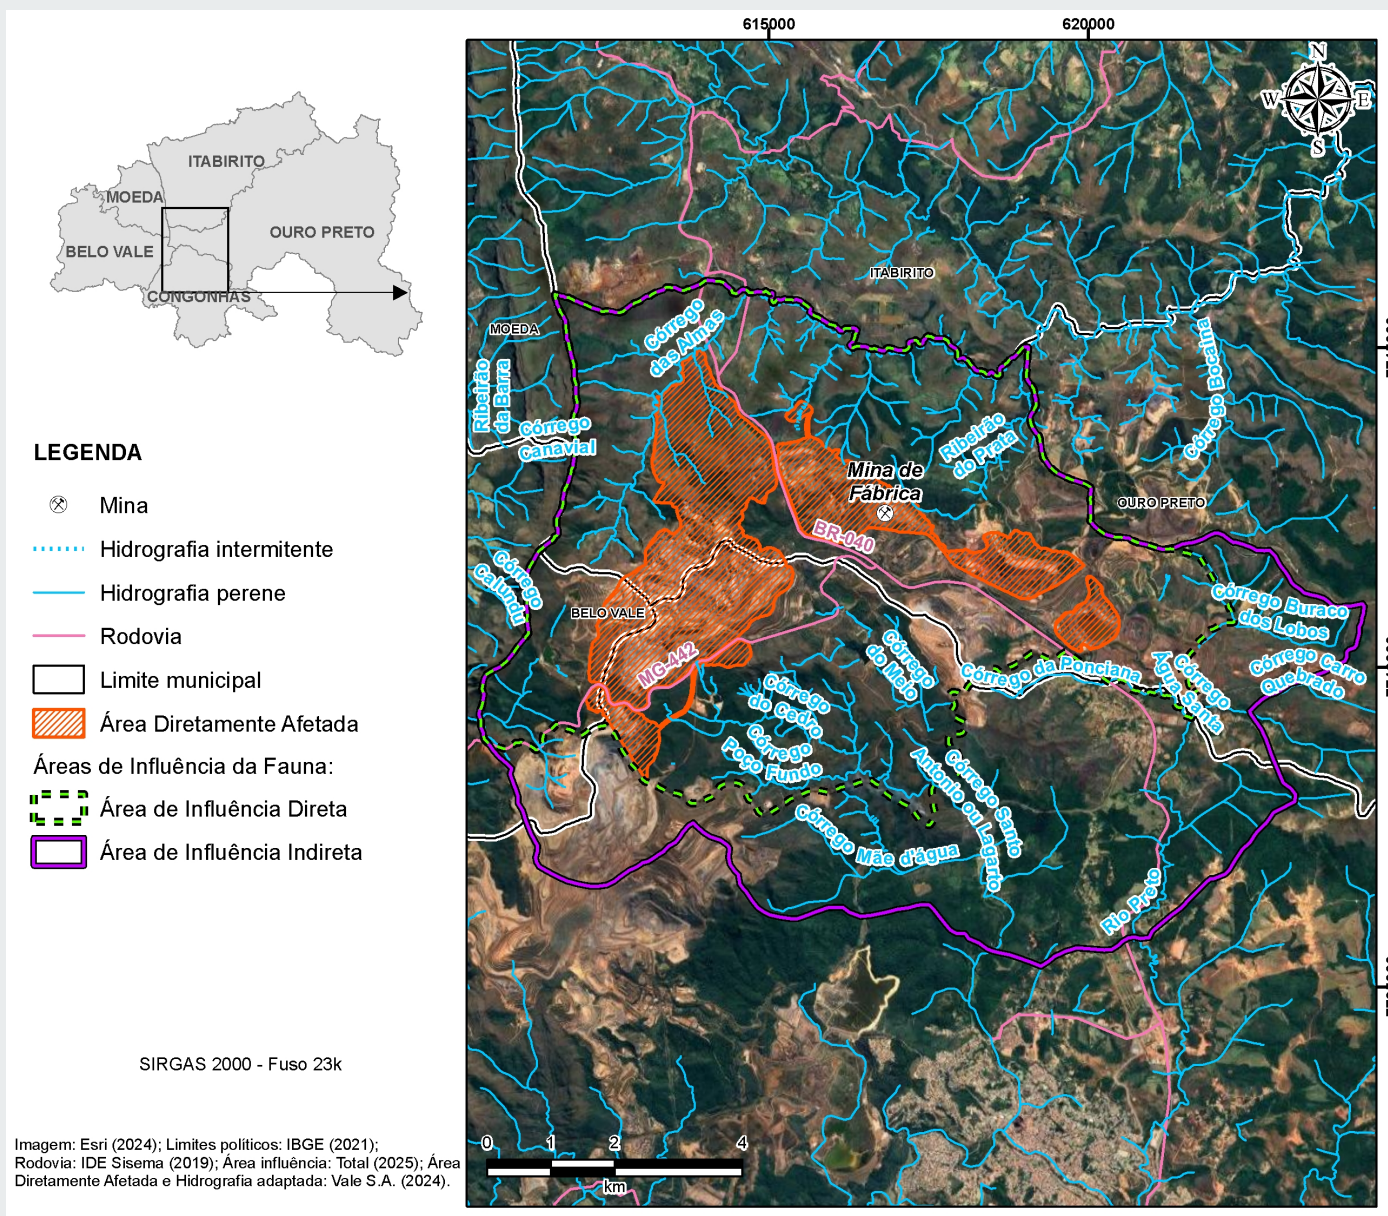 615000
620000
N
W
E
S
ITABIRITO
MOEDA
OURO PRETO
BELO VALE
CONGONHAS
ITABIRITO
MOEDA
Córrego
das Almas
Ribeirão
da Barra
Córrego
Canavial
Córrego Bocaina
Ribeirão
do Prata
Mina de
Fábrica
OURO PRETO
BR-040
Córrego
Calundu
BELO VALE
MG-442
Córrego Buraco
dos Lobos
Córrego
do Meio
Córrego da Ponciana
Córrego
Água Santa
Córrego Carro
Quebrado
Córrego
do Cedro
Córrego
Poço Fundo
Córrego Santo
Antonio ou Lagarto
Córrego Mãe d'água
Rio Preto
0
1
2
4
km
LEGENDA
Mina
Hidrografia intermitente
Hidrografia perene
Rodovia
Limite municipal
Área Diretamente Afetada
Áreas de Influência da Fauna:
Área de Influência Direta
Área de Influência Indireta
SIRGAS 2000 - Fuso 23k
Imagem: Esri (2024); Limites políticos: IBGE (2021);
Rodovia: IDE Sisema (2019); Área influência: Total (2025); Área
Diretamente Afetada e Hidrografia adaptada: Vale S.A. (2024).